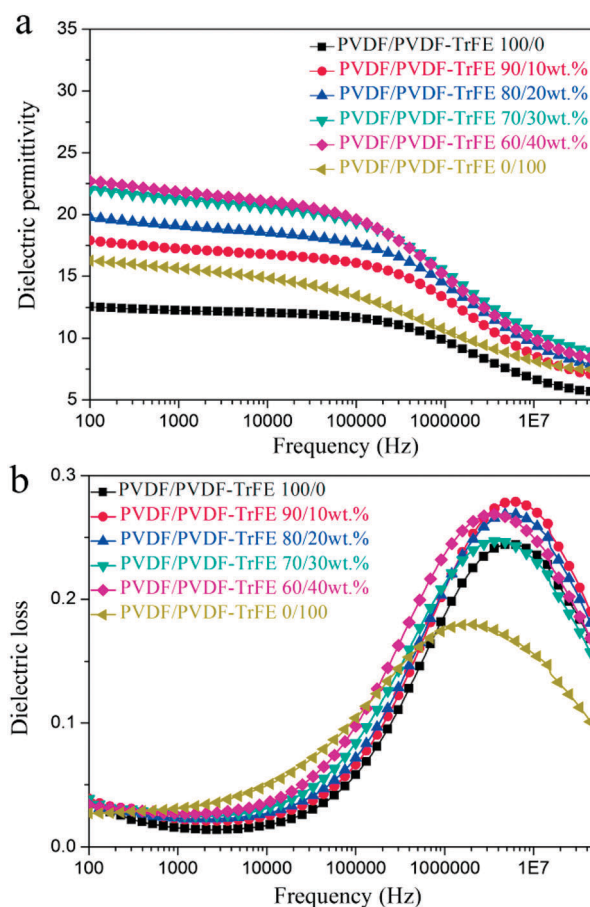 a
35
30
25
20
15
10
5
Dielectric permittivity
PVDF/PVDF-TrFE 100/0
PVDF/PVDF-TrFE 90/10wt.%
PVDF/PVDF-TrFE 80/20wt.%
PVDF/PVDF-TrFE 70/30wt.%
PVDF/PVDF-TrFE 60/40wt.%
PVDF/PVDF-TrFE 0/100
100 1000 10000 100000 1000000 1E7
Frequency (Hz)
b
0.3
0.2
0.1
0.0
Dielectric loss
PVDF/PVDF-TrFE 100/0
PVDF/PVDF-TrFE 90/10wt.%
PVDF/PVDF-TrFE 80/20wt.%
PVDF/PVDF-TrFE 70/30wt.%
PVDF/PVDF-TrFE 60/40wt.%
PVDF/PVDF-TrFE 0/100
100 1000 10000 100000 1000000 1E7
Frequency (Hz)